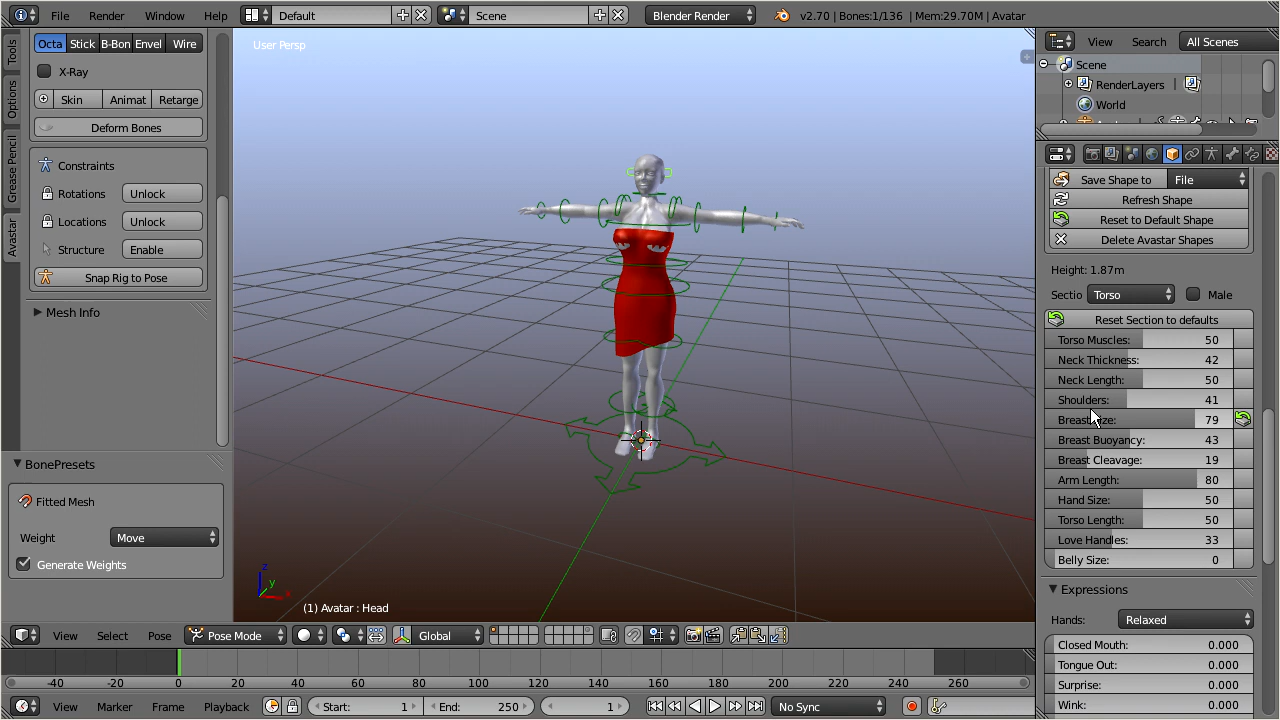 File Render Window Help Default Scene Blender Render v2.70 | Bones:1/136 | Mem:29.70M | Avatar
Octa Stick B-Bon Envel Wire
X-Ray
Skin Animat Retarge
Deform Bones
Constraints
Rotations Unlock
Locations Unlock
Structure Enable
Snap Rig to Pose
Mesh Info
BonePresets
Fitted Mesh
Weight Move
Generate Weights
Tools
Options
Grease Pencil
Avastar
User Persp
z
y
(1) Avatar : Head
View Select Pose Pose Mode Global
-40 -20 0 20 40 60 80 100 120 140 160 180 200 220 240 260
View Marker Frame Playback Start: 1 End: 250 1 No Sync
View Search All Scenes
Scene
RenderLayers |
World
Save Shape to File
Refresh Shape
Reset to Default Shape
Delete Avastar Shapes
Height: 1.87m
Sectio Torso Male
Reset Section to defaults
Torso Muscles: 50
Neck Thickness: 42
Neck Length: 50
Shoulders: 41
Breast Size: 79
Breast Buoyancy: 43
Breast Cleavage: 19
Arm Length: 80
Hand Size: 50
Torso Length: 50
Love Handles: 33
Belly Size: 0
Expressions
Hands: Relaxed
Closed Mouth: 0.000
Tongue Out: 0.000
Surprise: 0.000
Wink: 0.000